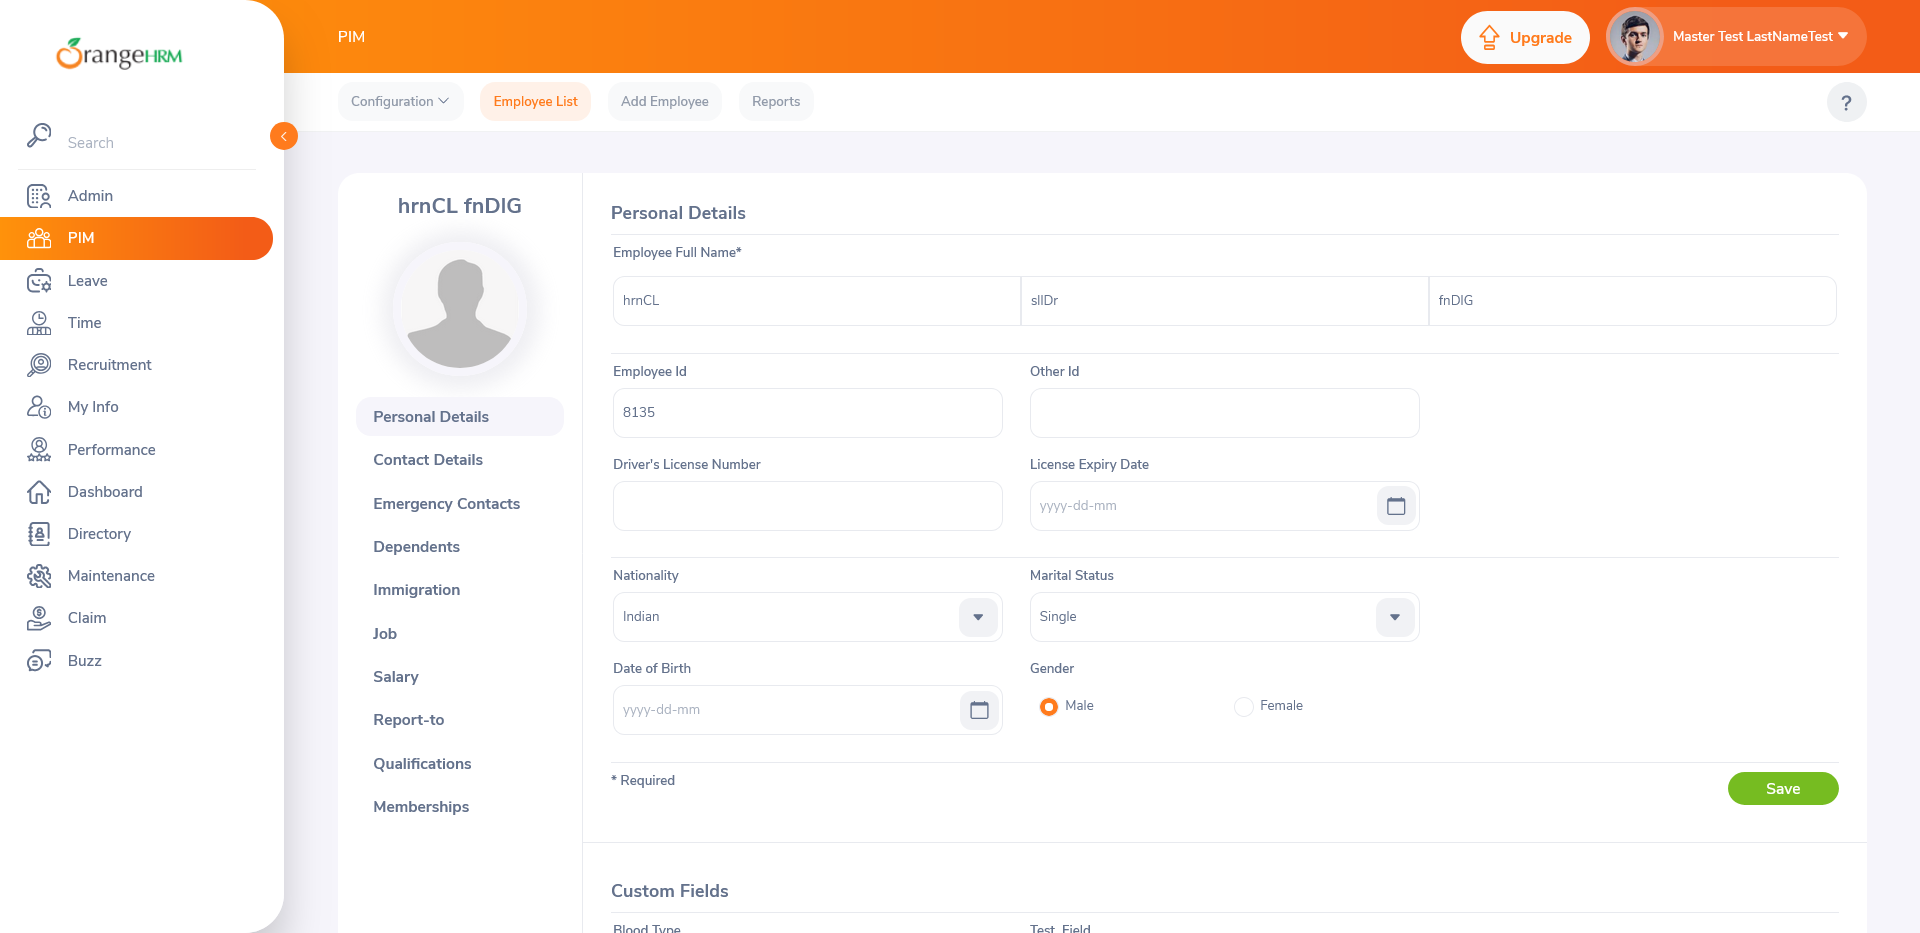 OrangeHRM
PIM
Upgrade
Master Test LastNameTest
Configuration
Employee List
Add Employee
Reports
?
Search
Admin
PIM
Leave
Time
Recruitment
My Info
Performance
Dashboard
Directory
Maintenance
Claim
Buzz
hrnCL fnDIG
Personal Details
Contact Details
Emergency Contacts
Dependents
Immigration
Job
Salary
Report-to
Qualifications
Memberships
Personal Details
Employee Full Name*
hrnCL sllDr fnDIG
Employee Id Other Id
8135
Driver's License Number License Expiry Date
yyyy-dd-mm
Nationality Marital Status
Indian Single
Date of Birth Gender
yyyy-dd-mm Male Female
* Required
Save
Custom Fields
Blood Type Test_Field